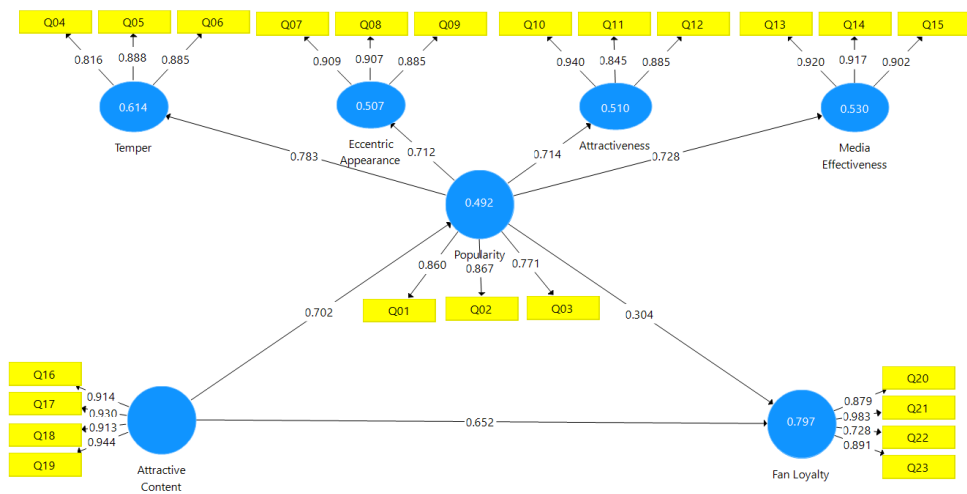 Q04
Q05
Q06
Q07
Q08
Q09
Q10
Q11
Q12
Q13
Q14
Q15
0.816
0.888
0.885
0.909
0.907
0.885
0.940
0.845
0.885
0.920
0.917
0.902
0.614
0.507
0.510
0.530
Temper
Eccentric
Appearance
Attractiveness
Media
Effectiveness
0.783
0.712
0.714
0.728
0.492
Popularity
0.860
0.867
0.771
Q01
Q02
Q03
0.702
0.304
Q16
Q17
Q18
Q19
0.914
0.930
0.913
0.944
Attractive
Content
0.652
0.797
Fan Loyalty
0.879
0.983
0.728
0.891
Q20
Q21
Q22
Q23